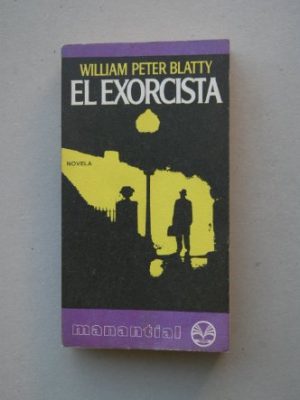 WILLIAM PETER BLATTY
EL EXORCISTA
NOVELA
manantial